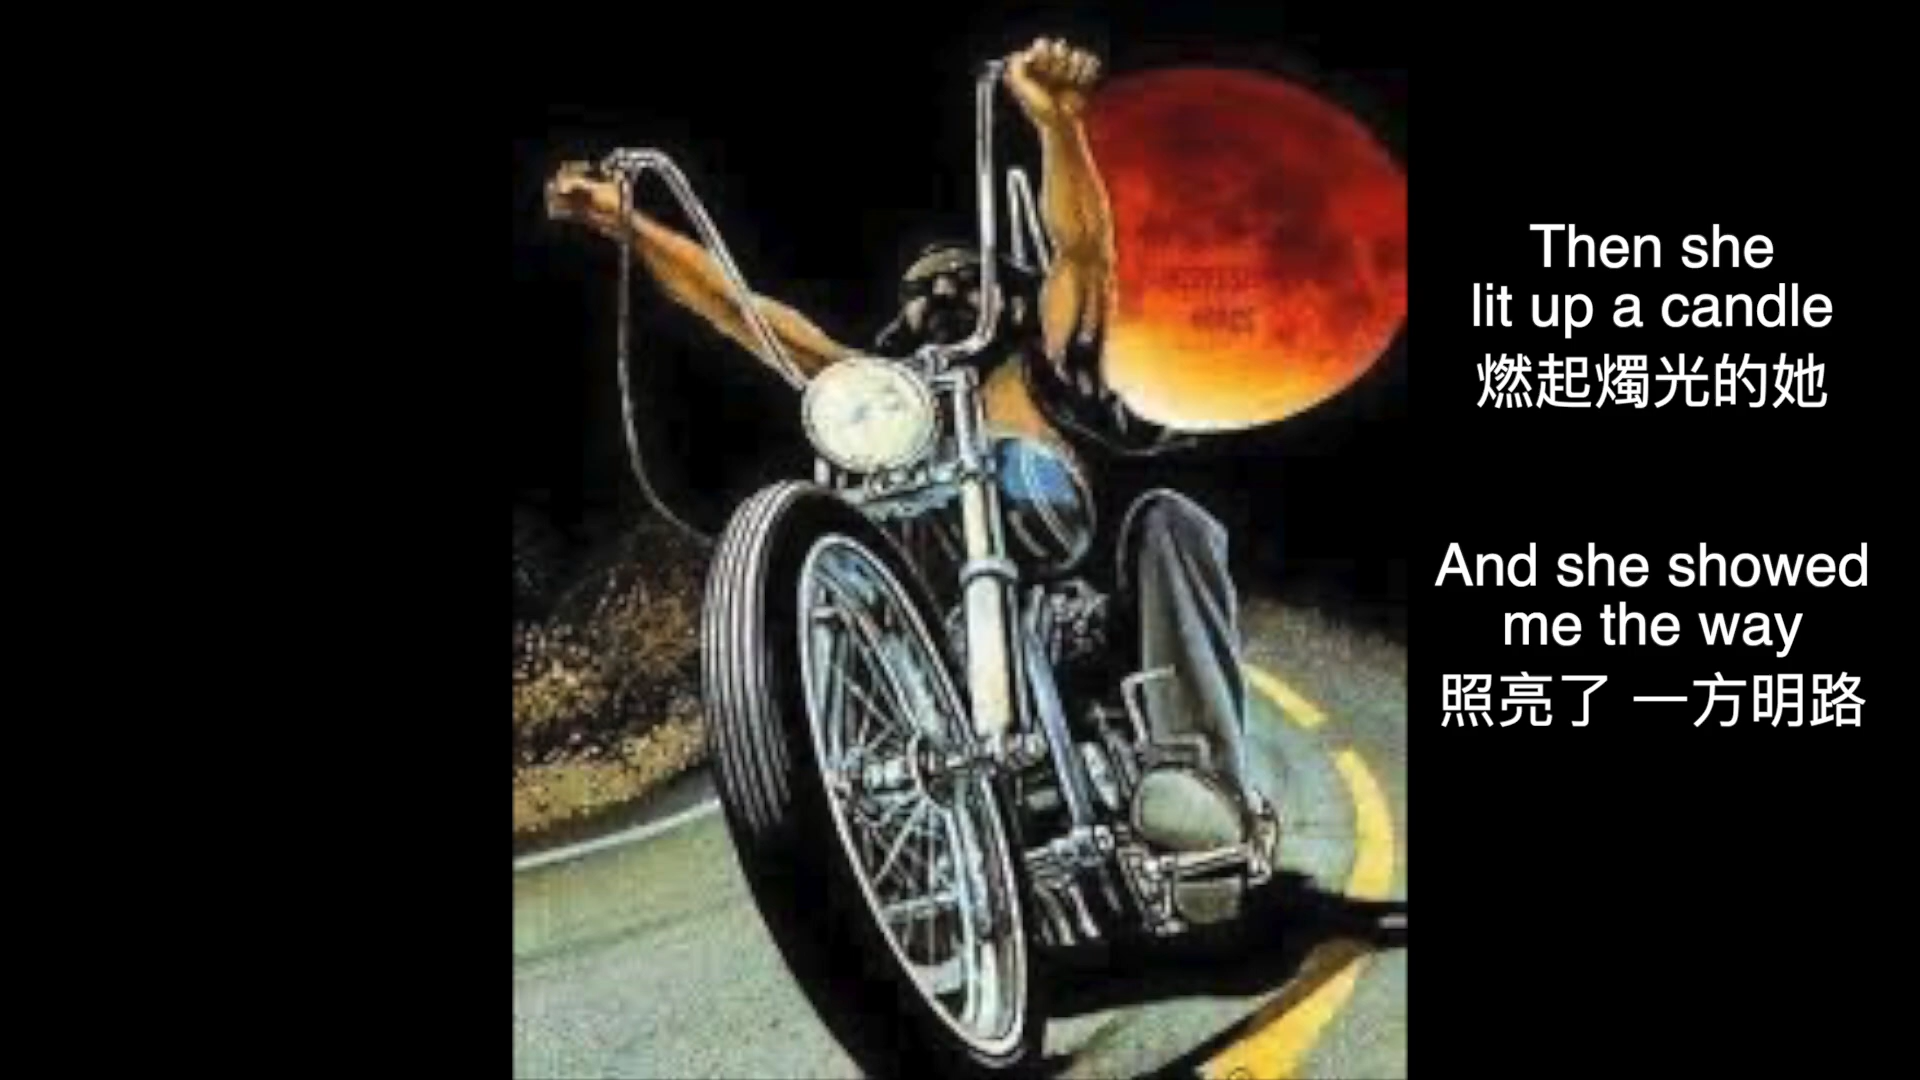 Then she
lit up a candle
燃起燭光的她
And she showed
me the way
照亮了 一方明路